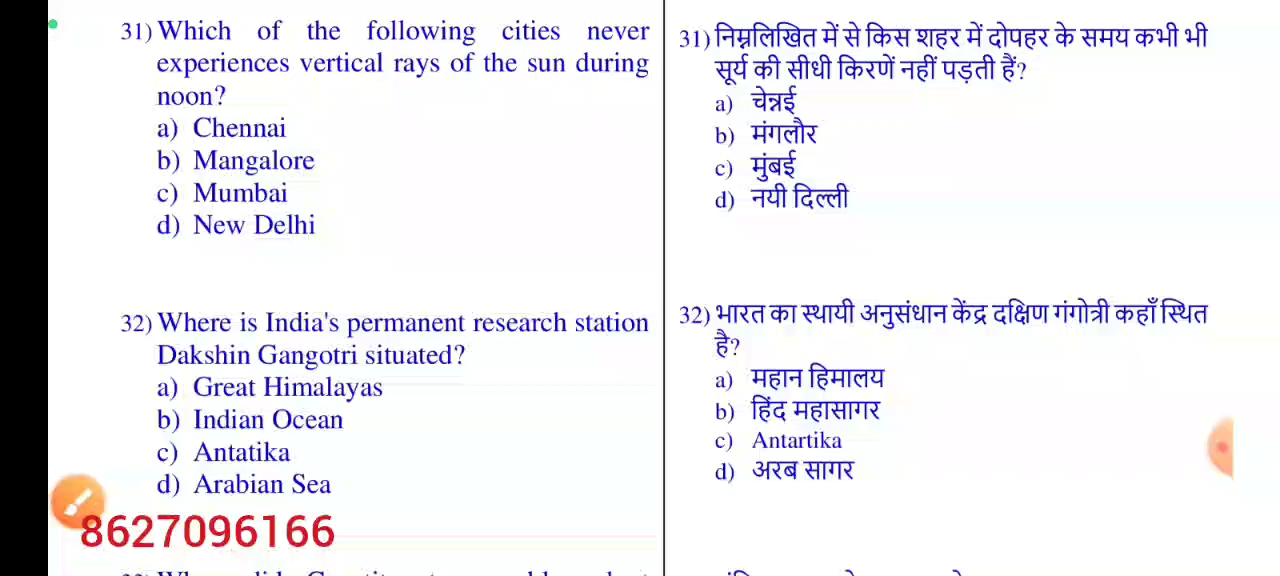 31) Which of the following cities never
experiences vertical rays of the sun during
noon?
a) Chennai
b) Mangalore
c) Mumbai
d) New Delhi
32) Where is India's permanent research station
Dakshin Gangotri situated?
a) Great Himalayas
b) Indian Ocean
c) Antatika
d) Arabian Sea
8627096166
31) निम्नलिखित में से किस शहर में दोपहर के समय कभी भी
सूर्य की सीधी किरणें नहीं पड़ती हैं?
a) चेन्नई
b) मंगलौर
c) मुंबई
d) नयी दिल्ली
32) भारत का स्थायी अनुसंधान केंद्र दक्षिण गंगोत्री कहाँ स्थित
है?
a) महान हिमालय
b) हिंद महासागर
c) Antartika
d) अरब सागर